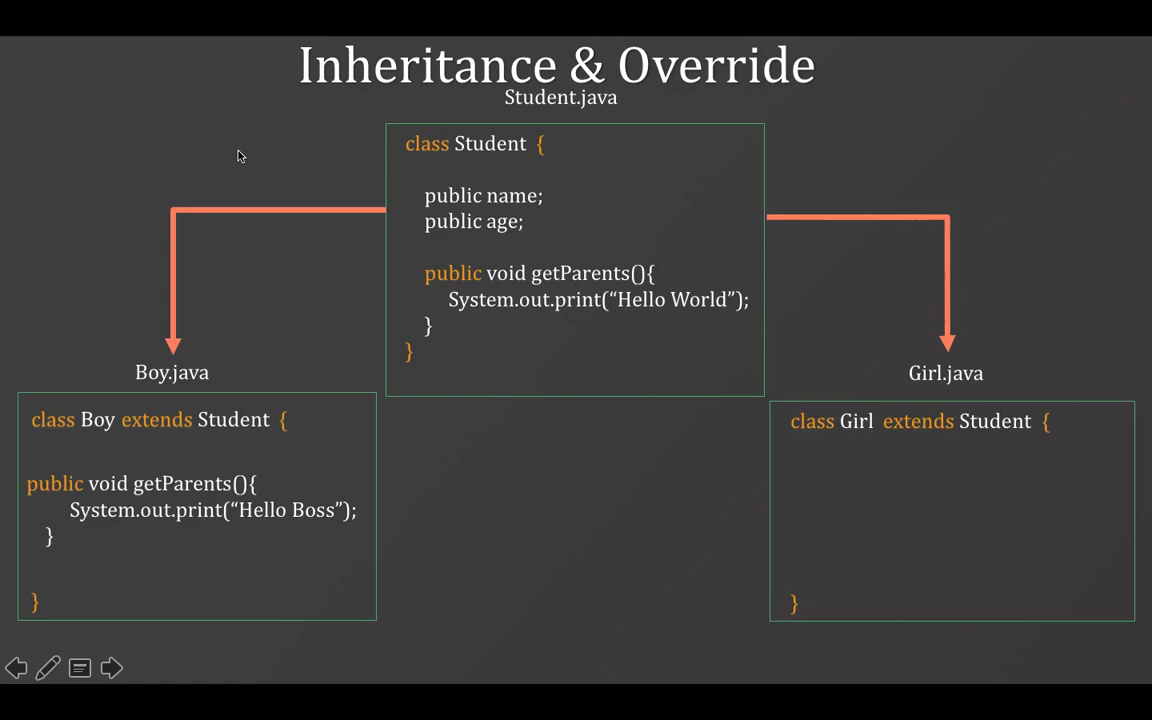 Inheritance & Override
Student.java
class Student {
public name;
public age;
public void getParents(){
System.out.print(“Hello World”);
}
}
Boy.java
class Boy extends Student {
public void getParents(){
System.out.print(“Hello Boss”);
}
}
Girl.java
class Girl extends Student {
}